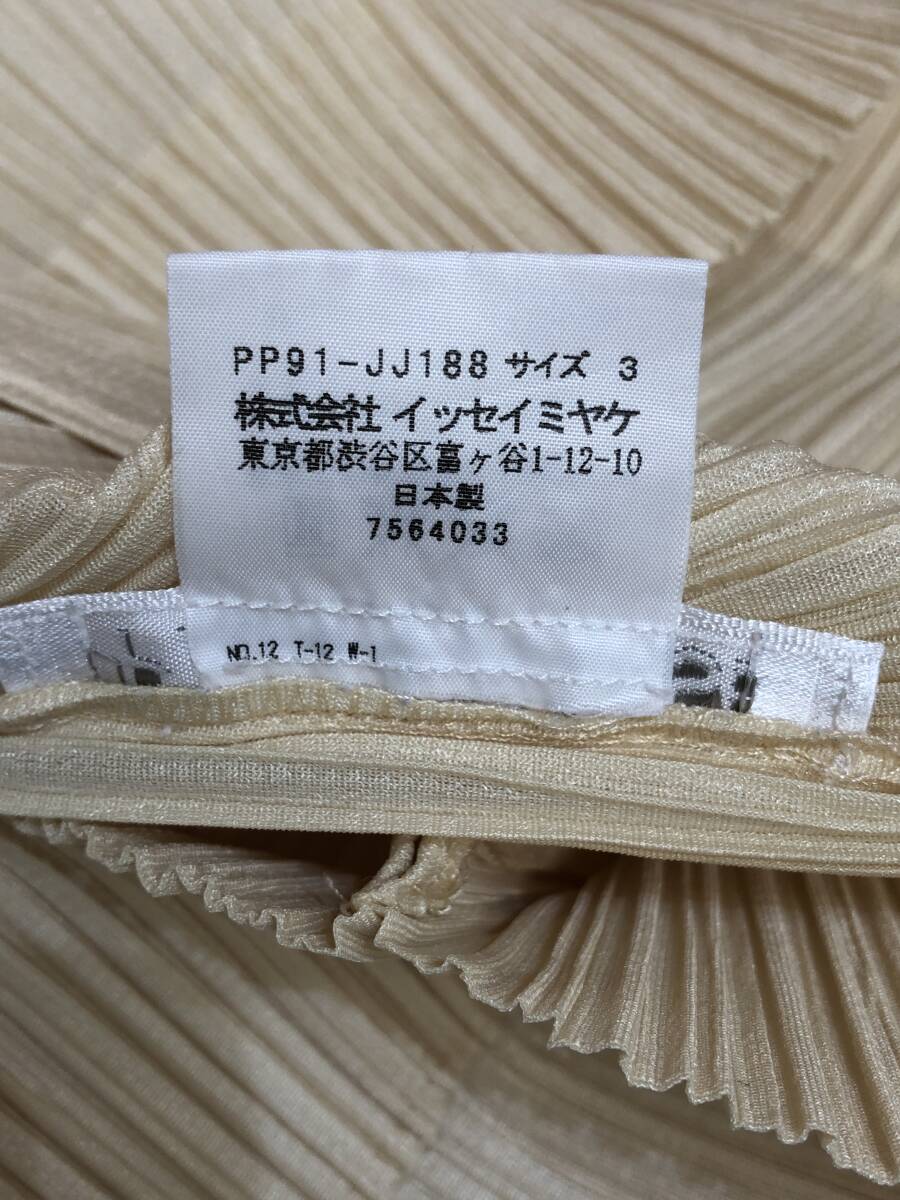 PP91-JJ188 サイズ 3
株式会社 イッセイミヤケ
東京都渋谷区富ヶ谷1-12-10
日本製
7564033
NO.12 T-12 W-1